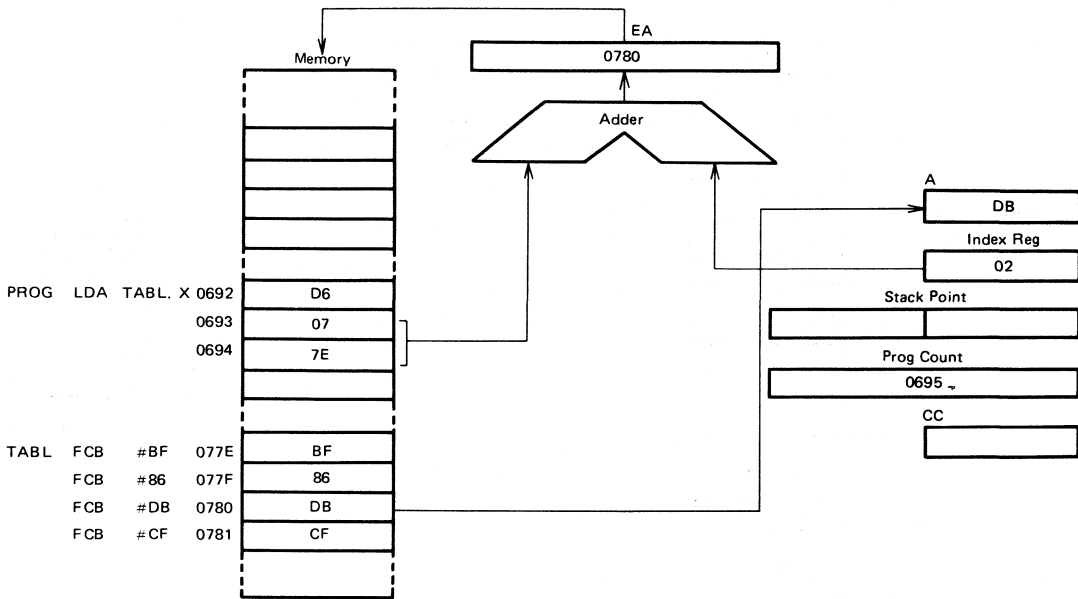 EA
0780
Memory
Adder
A
DB
Index Reg
02
PROG LDA TABL. X 0692 D6
Stack Point
0693 07
0694 7E
Prog Count
0695
CC
TABL FCB #BF 077E BF
FCB #86 077F 86
FCB #DB 0780 DB
FCB #CF 0781 CF